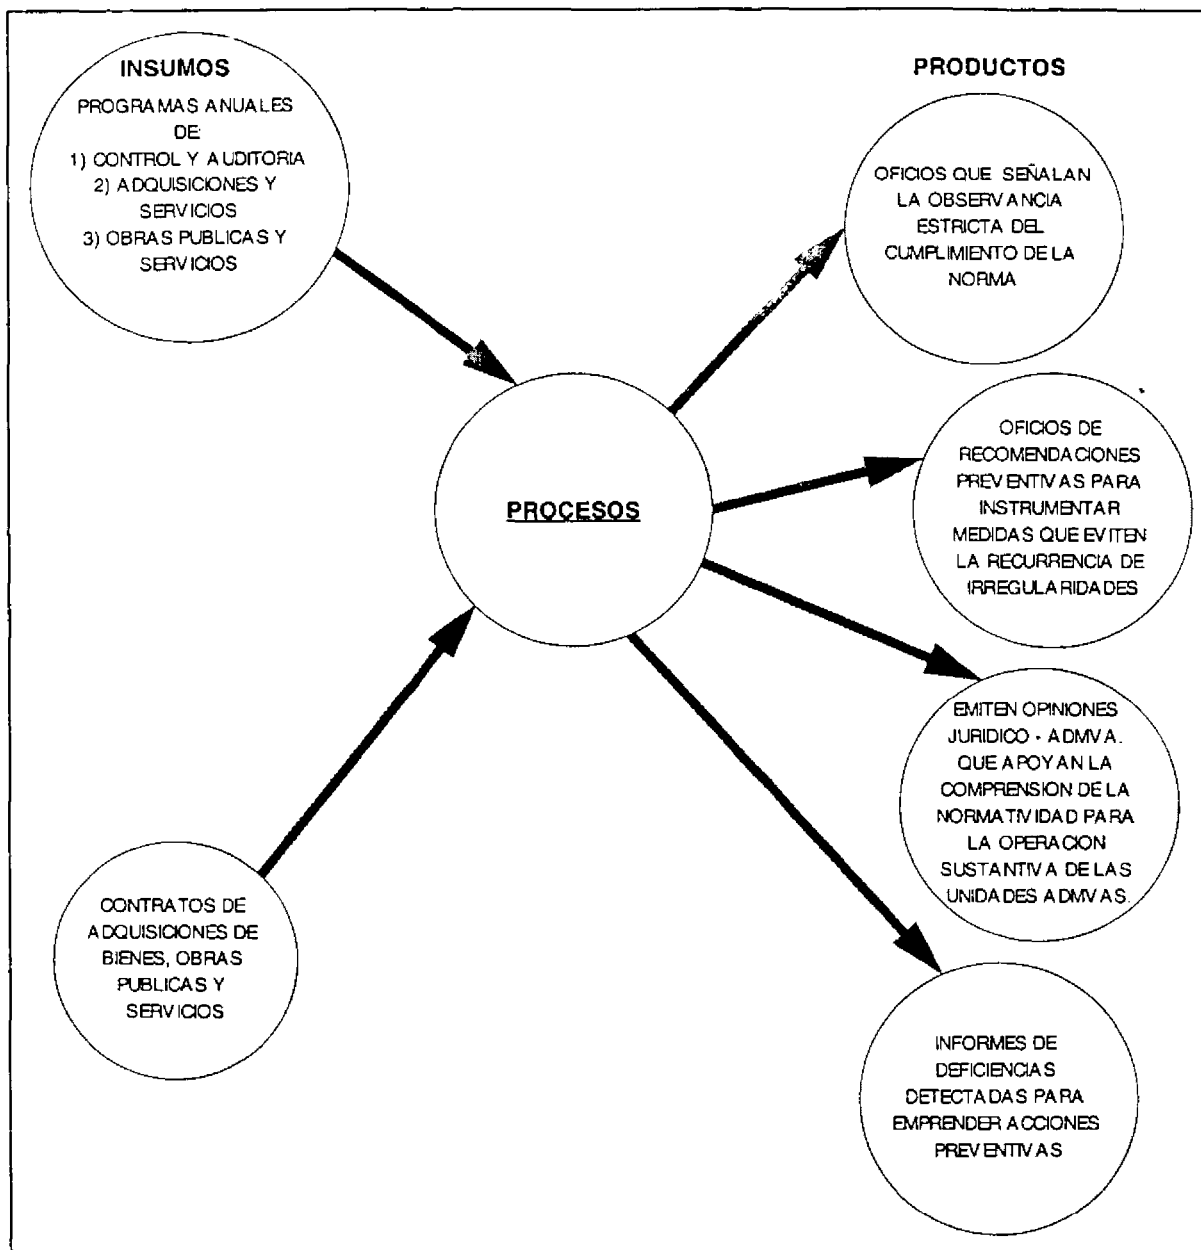 INSUMOS
PROGRAMAS ANUALES
DE:
1) CONTROL Y AUDITORIA
2) ADQUISICIONES Y
SERVICIOS
3) OBRAS PUBLICAS Y
SERVICIOS
CONTRATOS DE
ADQUISICIONES DE
BIENES, OBRAS
PUBLICAS Y
SERVICIOS
PROCESOS
PRODUCTOS
OFICIOS QUE SEÑALAN
LA OBSERVANCIA
ESTRICTA DEL
CUMPLIMIENTO DE LA
NORMA
OFICIOS DE
RECOMENDACIONES
PREVENTIVAS PARA
INSTRUMENTAR
MEDIDAS QUE EVITEN
LA RECURRENCIA DE
IRREGULARIDADES
EMITEN OPINIONES
JURIDICO - ADMVA.
QUE APOYAN LA
COMPRENSION DE LA
NORMATIVIDAD PARA
LA OPERACION
SUSTANTIVA DE LAS
UNIDADES ADMVAS.
INFORMES DE
DEFICIENCIAS
DETECTADAS PARA
EMPRENDER ACCIONES
PREVENTIVAS